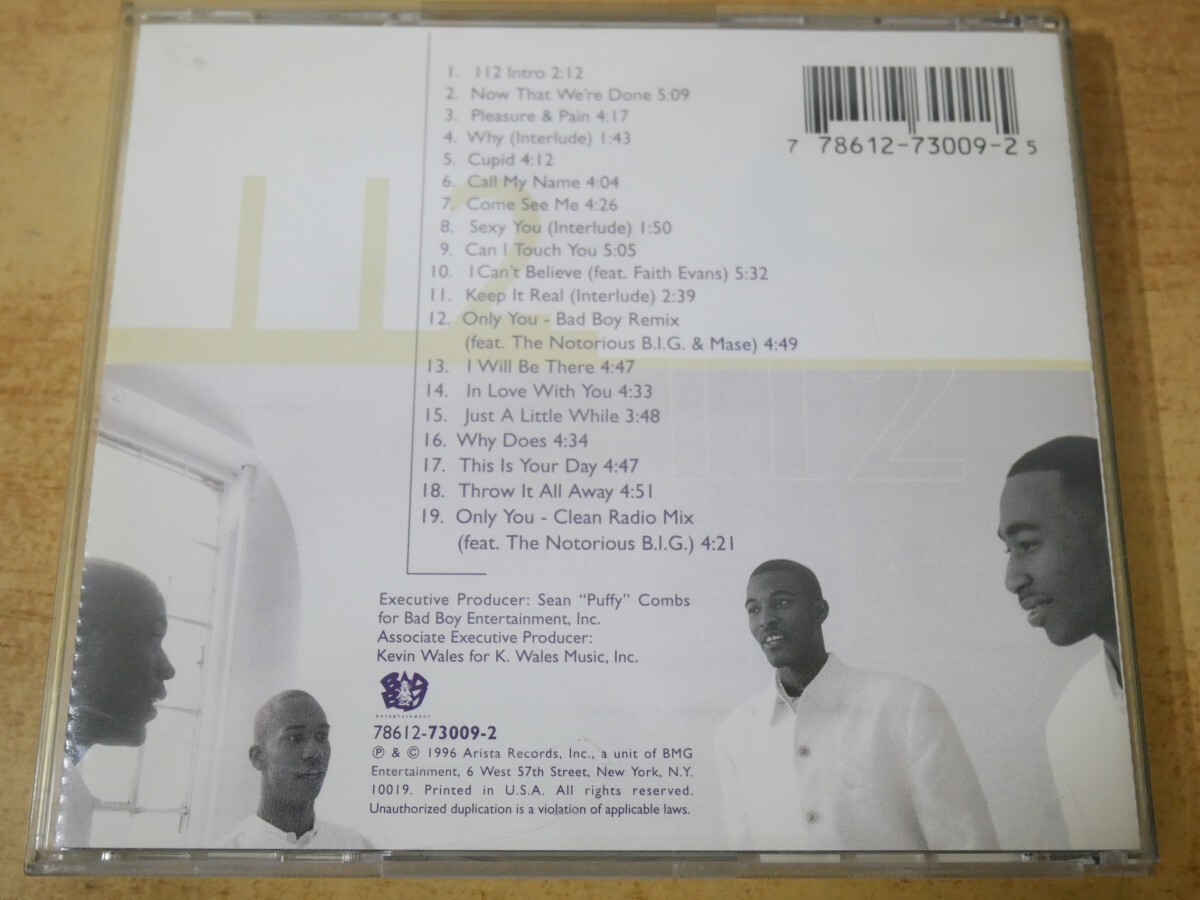 1. 112 Intro 2:12
2. Now That We're Done 5:09
3. Pleasure & Pain 4:17
4. Why (Interlude) 1:43
5. Cupid 4:12
6. Call My Name 4:04
7. Come See Me 4:26
8. Sexy You (Interlude) 1:50
9. Can I Touch You 5:05
10. I Can't Believe (feat. Faith Evans) 5:32
11. Keep It Real (Interlude) 2:39
12. Only You - Bad Boy Remix
(feat. The Notorious B.I.G. & Mase) 4:49
13. I Will Be There 4:47
14. In Love With You 4:33
15. Just A Little While 3:48
16. Why Does 4:34
17. This Is Your Day 4:47
18. Throw It All Away 4:51
19. Only You - Clean Radio Mix
(feat. The Notorious B.I.G.) 4:21
7 78612-73009-2 5
112
112
Executive Producer: Sean “Puffy” Combs
for Bad Boy Entertainment, Inc.
Associate Executive Producer:
Kevin Wales for K. Wales Music, Inc.
BAD BOY
ENTERTAINMENT
78612-73009-2
℗ & © 1996 Arista Records, Inc., a unit of BMG
Entertainment, 6 West 57th Street, New York, N.Y.
10019. Printed in U.S.A. All rights reserved.
Unauthorized duplication is a violation of applicable laws.